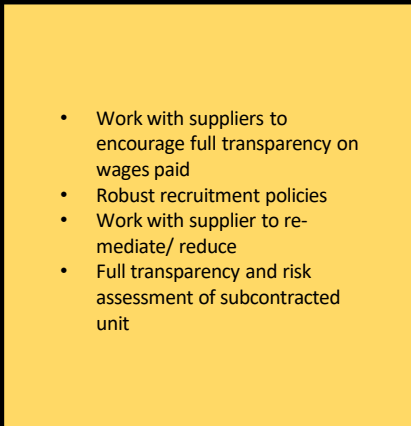 • Work with suppliers to
encourage full transparency on
wages paid
• Robust recruitment policies
• Work with supplier to re-
mediate/ reduce
• Full transparency and risk
assessment of subcontracted
unit